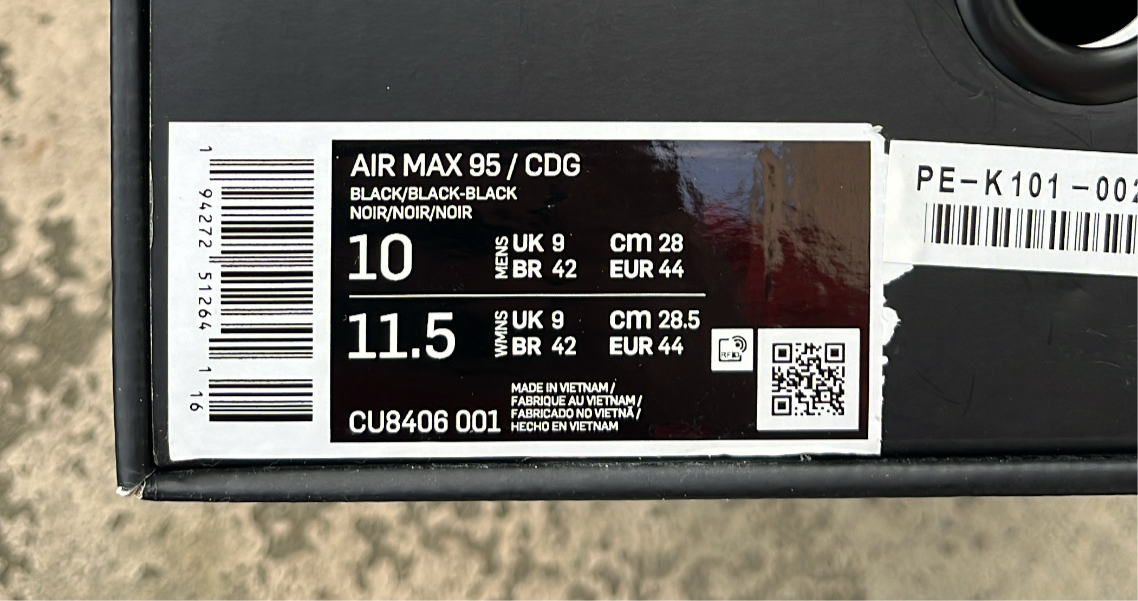 AIR MAX 95 / CDG
BLACK/BLACK-BLACK
NOIR/NOIR/NOIR
10 MENS UK 9 cm 28
BR 42 EUR 44
11.5 WMNS UK 9 cm 28.5
BR 42 EUR 44
RFID
MADE IN VIETNAM /
FABRIQUE AU VIETNAM /
FABRICADO NO VIETNÃ /
HECHO EN VIETNAM
CU8406 001
1 94272 51264 1 16
PE-K101-002